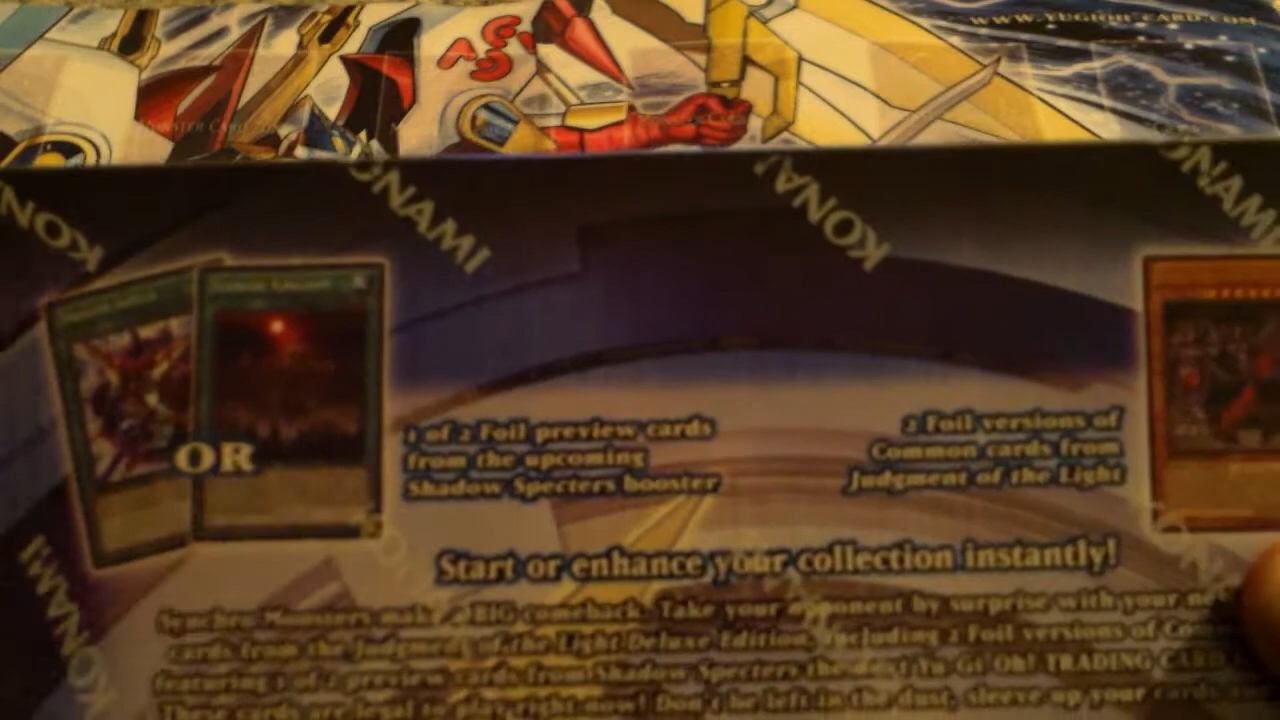 WWW.YUGIOH-CARD.COM
KONAMI
KONAMI
KONAMI
KONAMI
OR
1 of 2 Foil preview cards
from the upcoming
Shadow Specters booster
2 Foil versions of
Common cards from
Judgment of the Light
Start or enhance your collection instantly!
Synchro Monsters make a BIG comeback. Take your opponent by surprise with your
cards from the Judgment of the Light Deluxe Edition, including 2 Foil versions of
featuring 1 of 2 preview cards from Shadow Specters the next Yu-Gi-Oh! TRADING CARD
These cards are legal to play right now! Don't be left in the dust, sleeve up your cards
KONAMI